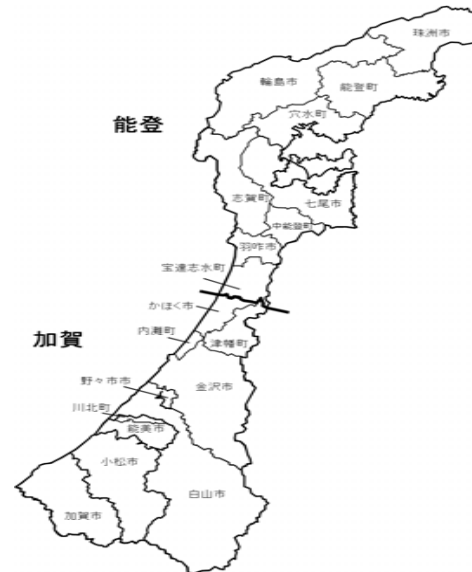 珠洲市
輪島市
能登町
穴水町
能登
志賀町
七尾市
中能登町
羽咋市
宝達志水町
かほく市
加賀
内灘町
津幡町
野々市市
金沢市
川北町
能美市
小松市
白山市
加賀市